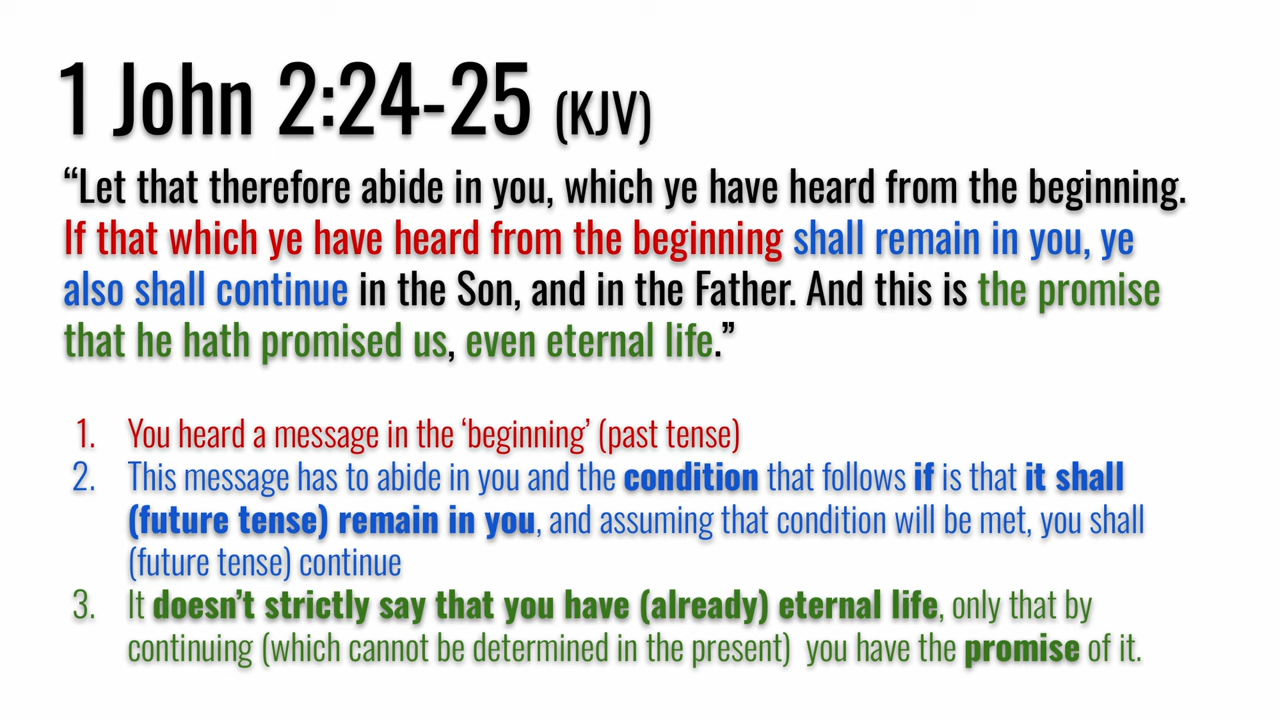 1 John 2:24-25 (KJV)
“Let that therefore abide in you, which ye have heard from the beginning.
If that which ye have heard from the beginning shall remain in you, ye
also shall continue in the Son, and in the Father. And this is the promise
that he hath promised us, even eternal life.”
1. You heard a message in the ‘beginning’ (past tense)
2. This message has to abide in you and the condition that follows if is that it shall
(future tense) remain in you, and assuming that condition will be met, you shall
(future tense) continue
3. It doesn’t strictly say that you have (already) eternal life, only that by
continuing (which cannot be determined in the present) you have the promise of it.